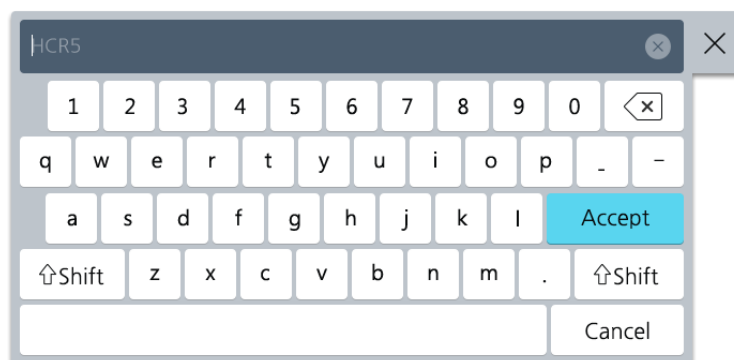 HCR5
1 2 3 4 5 6 7 8 9 0
q w e r t y u i o p _ –
a s d f g h j k l Accept
Shift z x c v b n m . Shift
Cancel